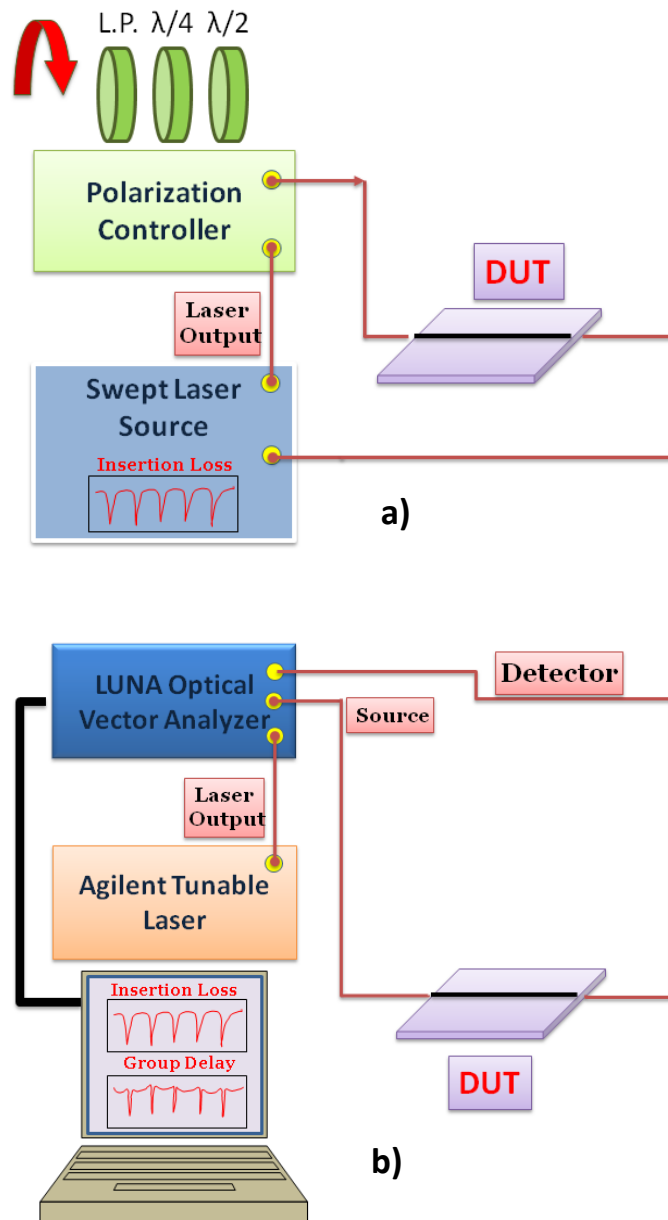 L.P. λ/4 λ/2
Polarization
Controller
DUT
Laser
Output
Swept Laser
Source
Insertion Loss
a)
LUNA Optical
Vector Analyzer
Detector
Source
Laser
Output
Agilent Tunable
Laser
Insertion Loss
Group Delay
DUT
b)